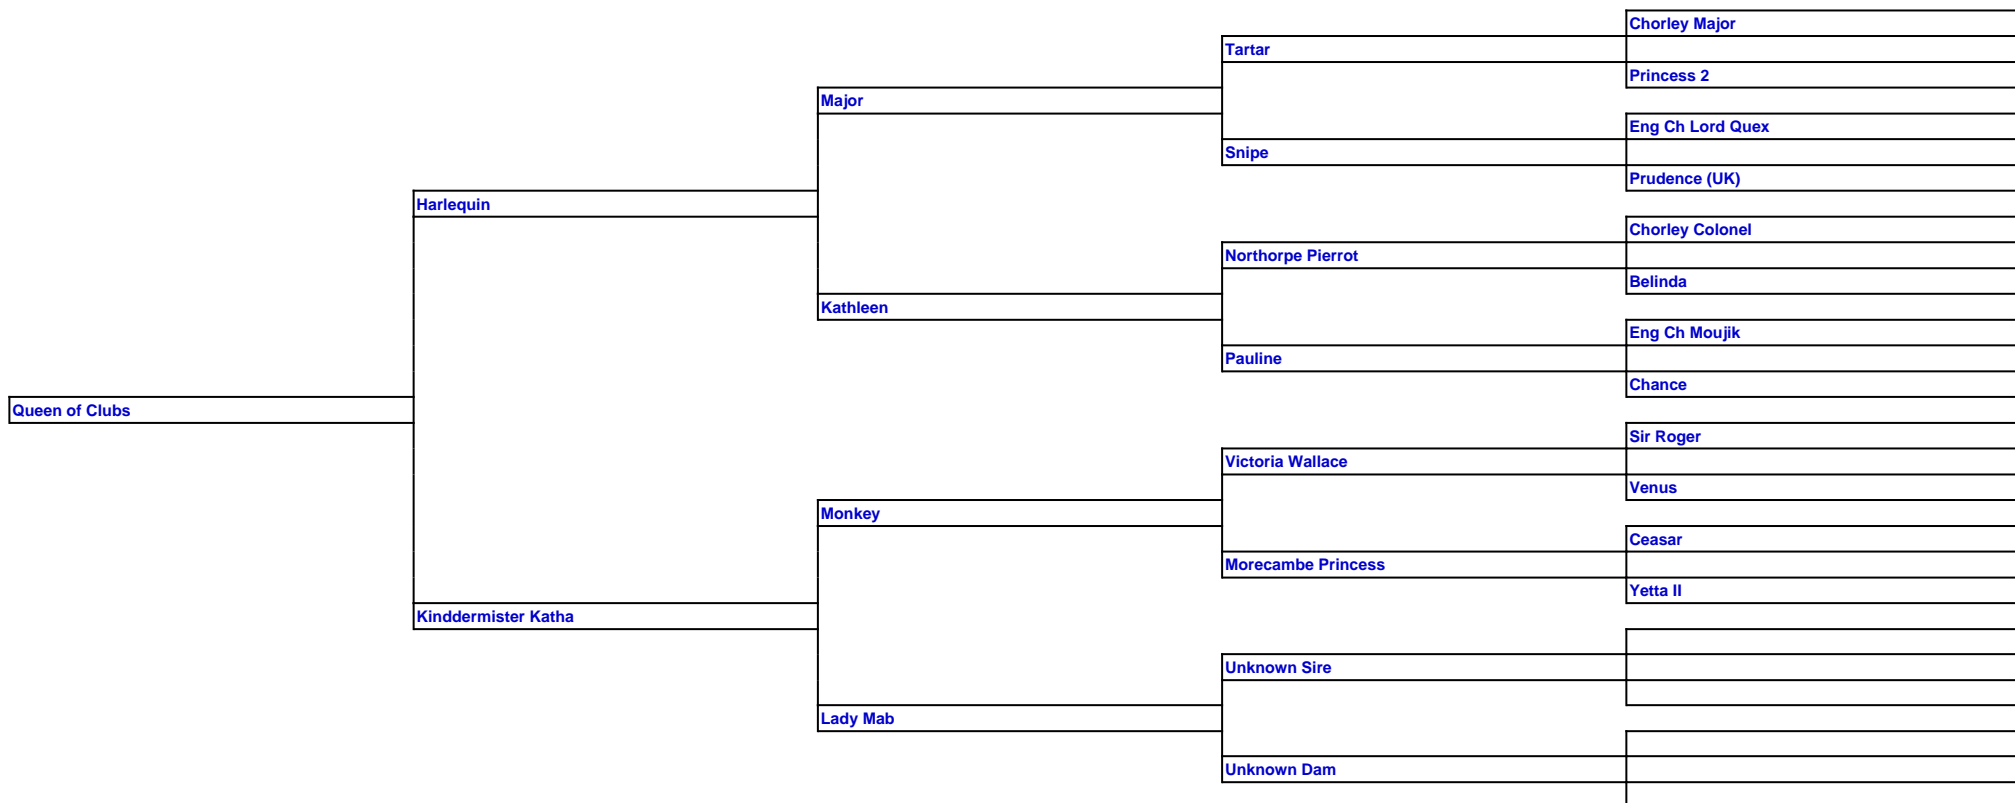 Chorley Major
Tartar
Princess 2
Major
Eng Ch Lord Quex
Snipe
Prudence (UK)
Harlequin
Chorley Colonel
Northorpe Pierrot
Belinda
Kathleen
Eng Ch Moujik
Pauline
Chance
Queen of Clubs
Sir Roger
Victoria Wallace
Venus
Monkey
Ceasar
Morecambe Princess
Yetta II
Kinddermister Katha
Unknown Sire
Lady Mab
Unknown Dam